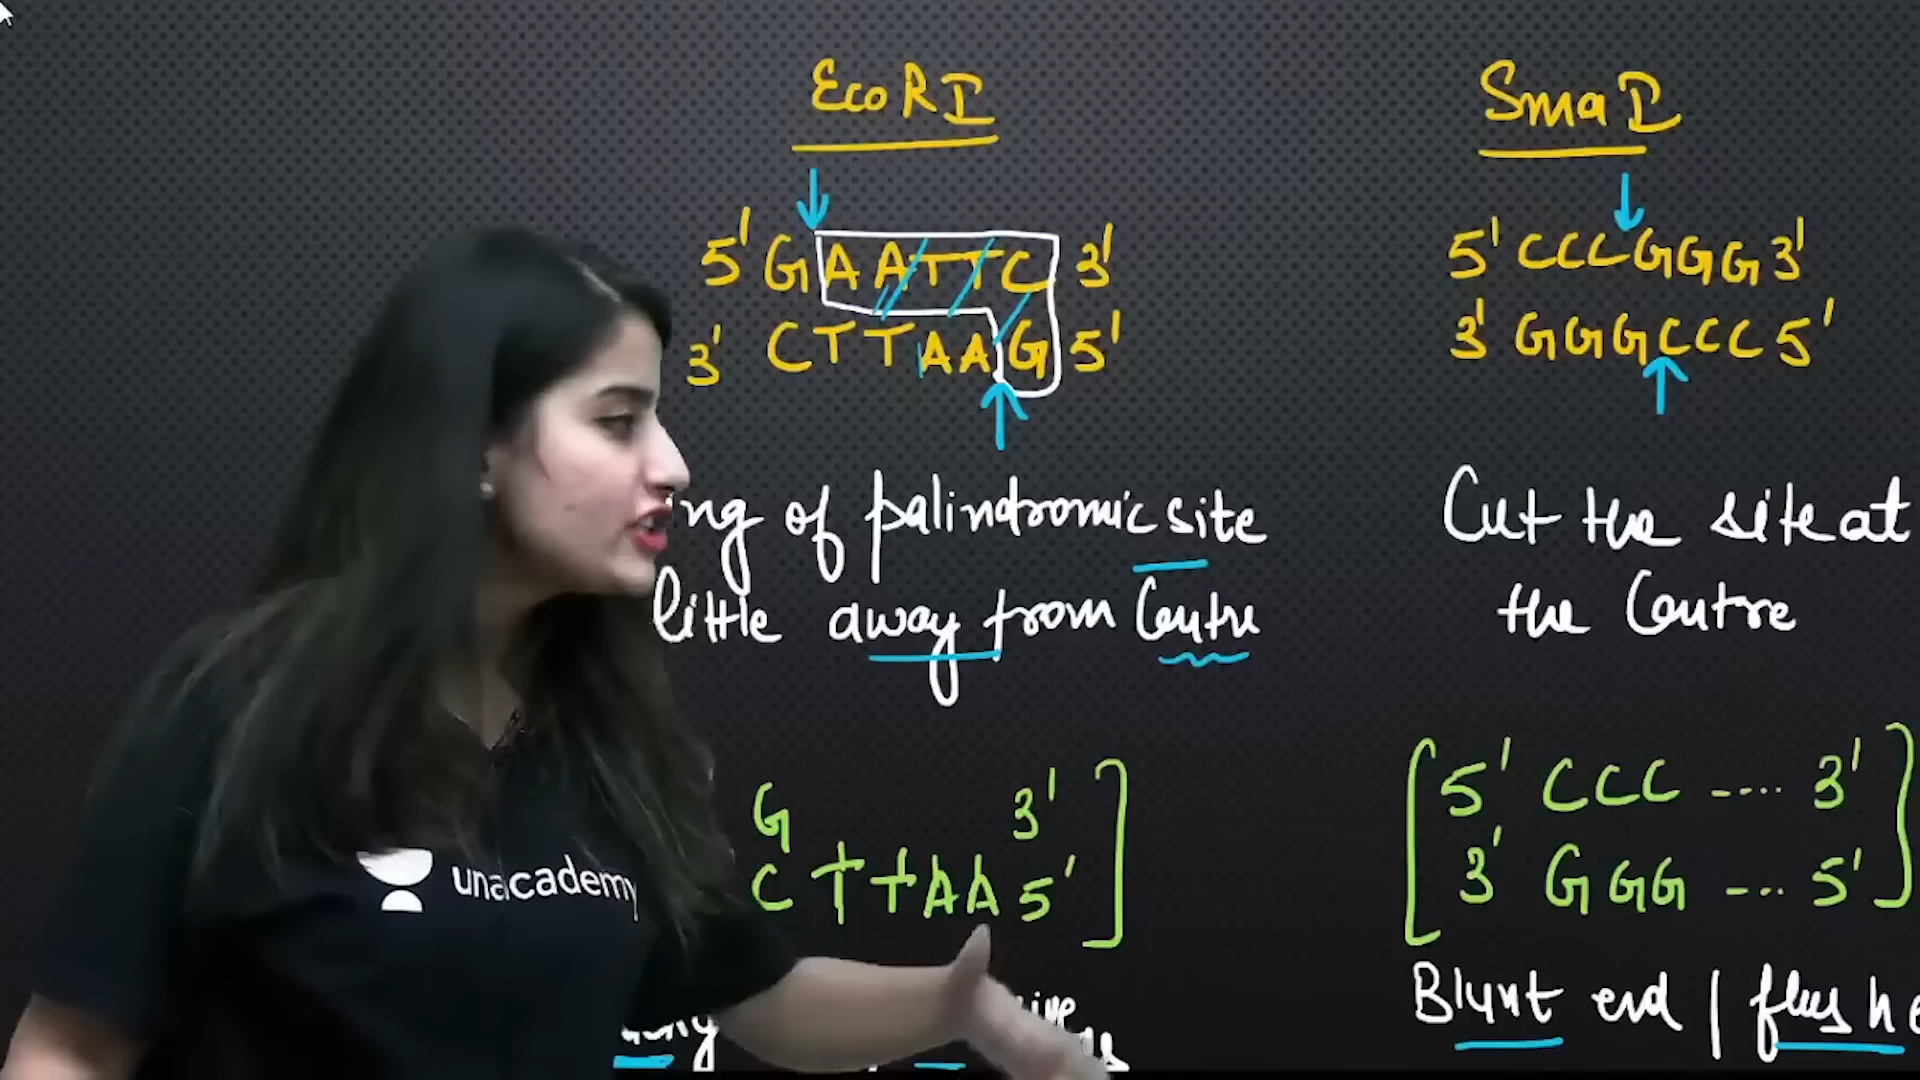 EcoRI
SmaI
5' GAATTC 3'
3' CTTAAG 5'
5' CCCGGG 3'
3' GGGCCC 5'
ng of palindromic site
little away from Centre
Cut the site at
the Centre
G 3'
CTTAA 5'
5' CCC ---- 3'
3' GGG --- 5'
unacademy
Blunt end | flush e